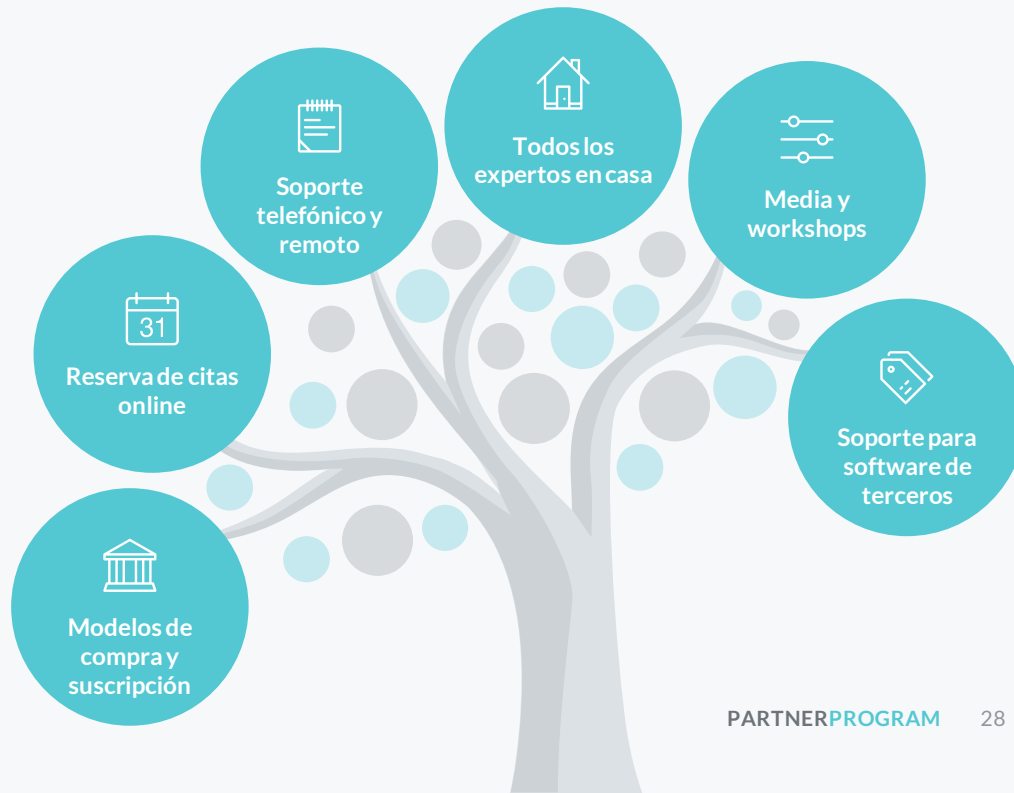 Todos los
expertos en casa
Soporte
telefónico y
remoto
Media y
workshops
31
Reserva de citas
online
Soporte para
software de
terceros
Modelos de
compra y
suscripción
PARTNERPROGRAM 28